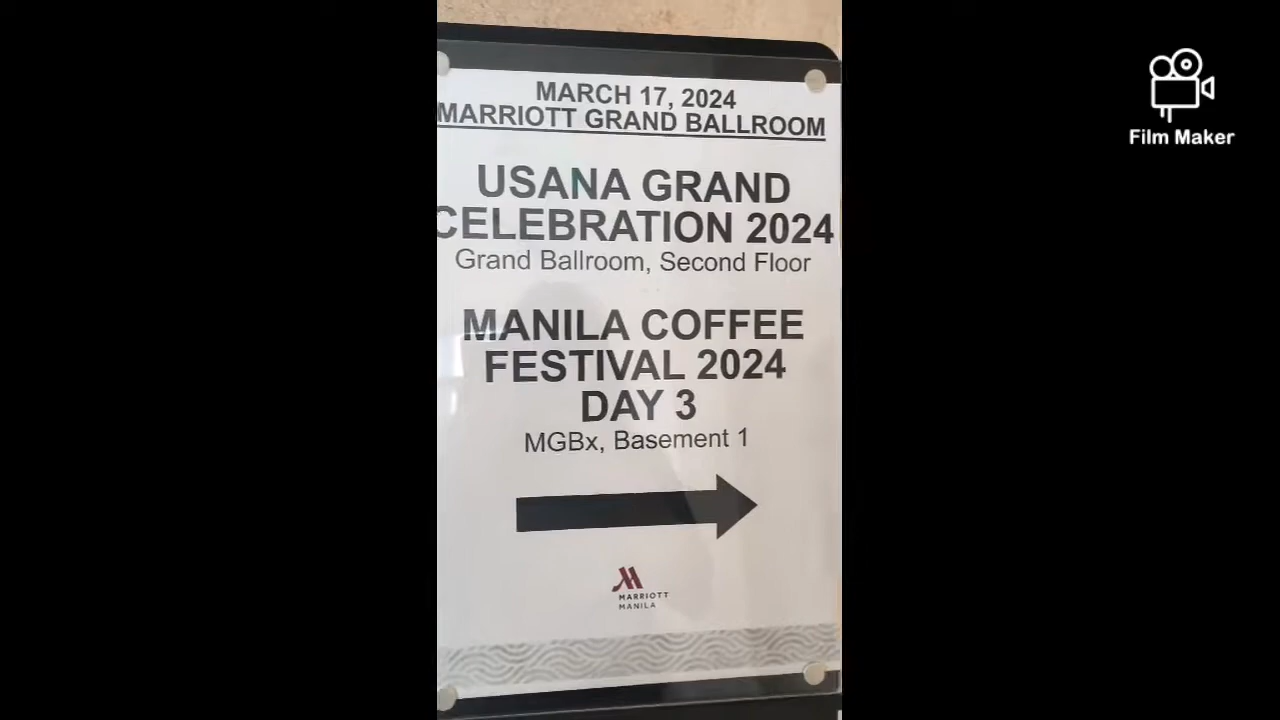 MARCH 17, 2024
MARRIOTT GRAND BALLROOM
USANA GRAND
CELEBRATION 2024
Grand Ballroom, Second Floor
MANILA COFFEE
FESTIVAL 2024
DAY 3
MGBx, Basement 1
MARRIOTT
MANILA
Film Maker